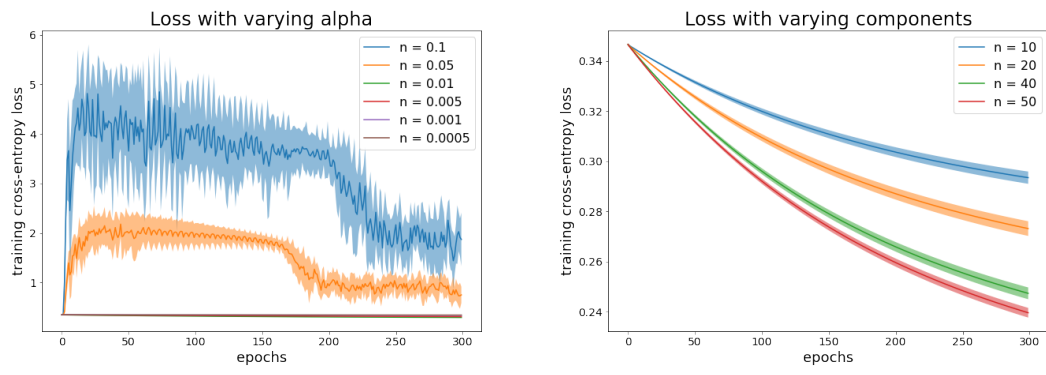 Loss with varying alpha
training cross-entropy loss
6
5
4
3
2
1
0
50
100
150
200
250
300
epochs
n = 0.1
n = 0.05
n = 0.01
n = 0.005
n = 0.001
n = 0.0005
Loss with varying components
training cross-entropy loss
0.34
0.32
0.30
0.28
0.26
0.24
0
50
100
150
200
250
300
epochs
n = 10
n = 20
n = 40
n = 50